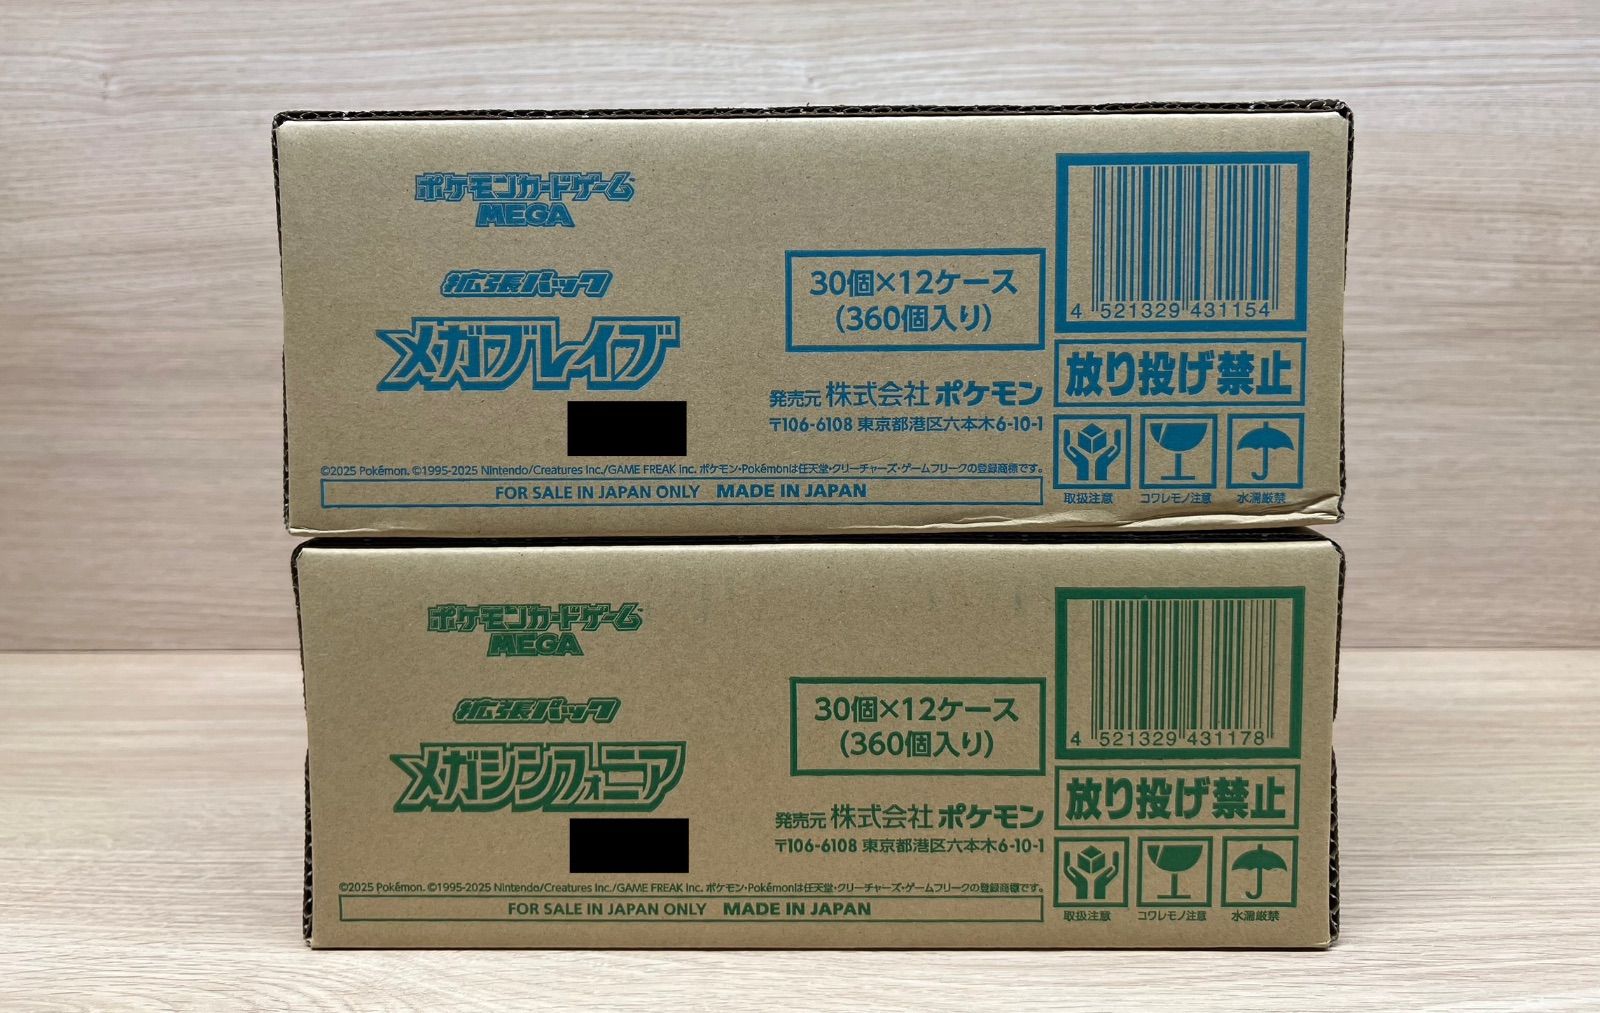 ポケモンカードゲーム
MEGA
拡張パック
メガブレイブ
30個×12ケース
(360個入り)
発売元 株式会社 ポケモン
〒106-6108 東京都港区六本木6-10-1
©2025 Pokémon. ©1995-2025 Nintendo/Creatures Inc./GAME FREAK inc. ポケモン・Pokémonは任天堂・クリーチャーズ・ゲームフリークの登録商標です。
FOR SALE IN JAPAN ONLY MADE IN JAPAN
4 521329 431154
放り投げ禁止
取扱注意 コワレモノ注意 水濡厳禁
ポケモンカードゲーム
MEGA
拡張パック
メガシンフォニア
30個×12ケース
(360個入り)
発売元 株式会社 ポケモン
〒106-6108 東京都港区六本木6-10-1
©2025 Pokémon. ©1995-2025 Nintendo/Creatures Inc./GAME FREAK inc. ポケモン・Pokémonは任天堂・クリーチャーズ・ゲームフリークの登録商標です。
FOR SALE IN JAPAN ONLY MADE IN JAPAN
4 521329 431178
放り投げ禁止
取扱注意 コワレモノ注意 水濡厳禁